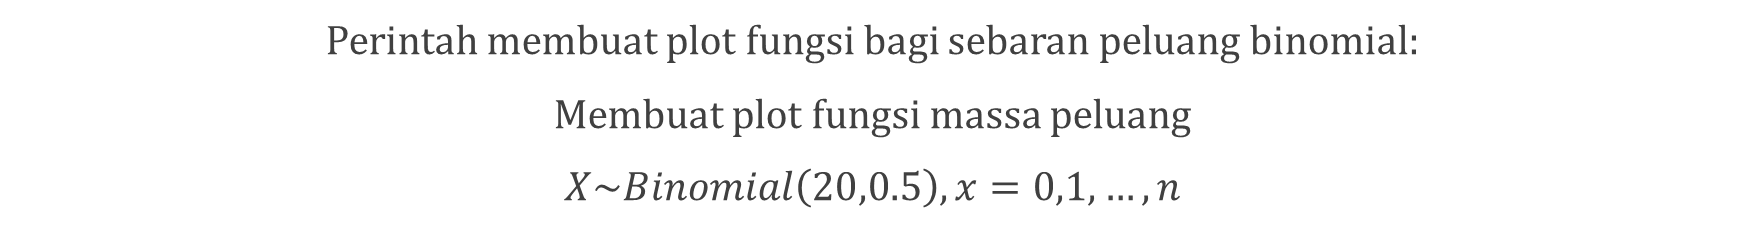 Perintah membuat plot fungsi bagi sebaran peluang binomial:
Membuat plot fungsi massa peluang
X~Binomial(20,0.5), x = 0,1, … , n